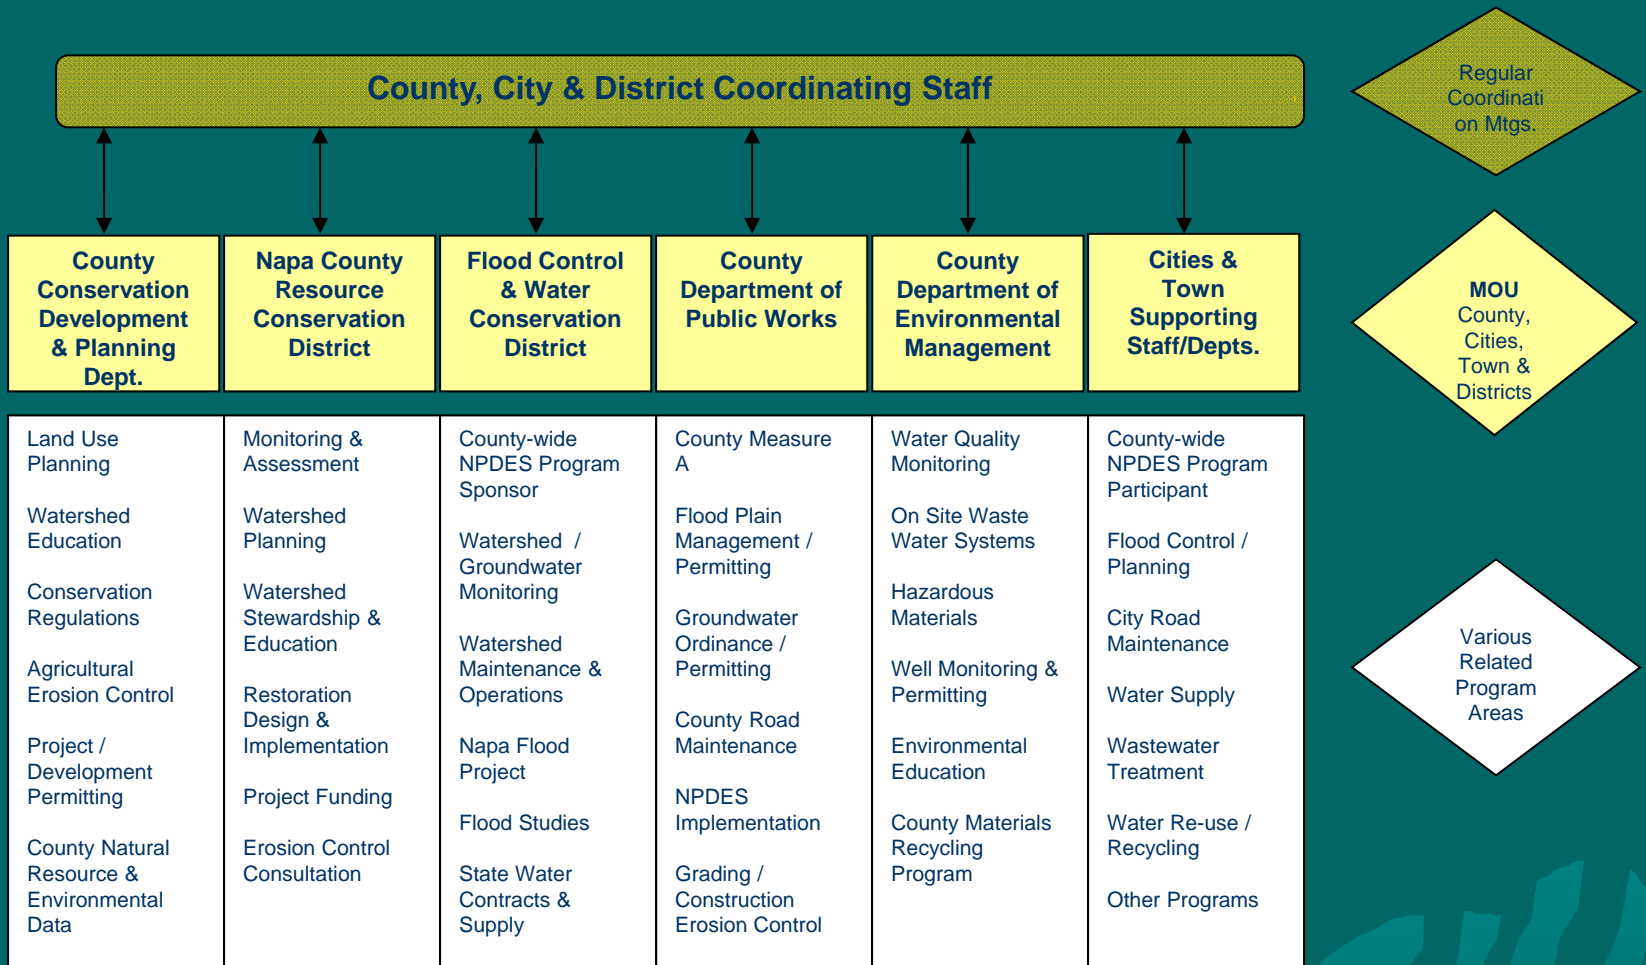 County, City & District Coordinating Staff
Regular
Coordinati
on Mtgs.
County
Conservation
Development
& Planning
Dept.
Napa County
Resource
Conservation
District
Flood Control
& Water
Conservation
District
County
Department of
Public Works
County
Department of
Environmental
Management
Cities &
Town
Supporting
Staff/Depts.
MOU
County,
Cities,
Town &
Districts
Land Use
Planning
Watershed
Education
Conservation
Regulations
Agricultural
Erosion Control
Project /
Development
Permitting
County Natural
Resource &
Environmental
Data
Monitoring &
Assessment
Watershed
Planning
Watershed
Stewardship &
Education
Restoration
Design &
Implementation
Project Funding
Erosion Control
Consultation
County-wide
NPDES Program
Sponsor
Watershed /
Groundwater
Monitoring
Watershed
Maintenance &
Operations
Napa Flood
Project
Flood Studies
State Water
Contracts &
Supply
County Measure
A
Flood Plain
Management /
Permitting
Groundwater
Ordinance /
Permitting
County Road
Maintenance
NPDES
Implementation
Grading /
Construction
Erosion Control
Water Quality
Monitoring
On Site Waste
Water Systems
Hazardous
Materials
Well Monitoring &
Permitting
Environmental
Education
County Materials
Recycling
Program
County-wide
NPDES Program
Participant
Flood Control /
Planning
City Road
Maintenance
Water Supply
Wastewater
Treatment
Water Re-use /
Recycling
Other Programs
Various
Related
Program
Areas